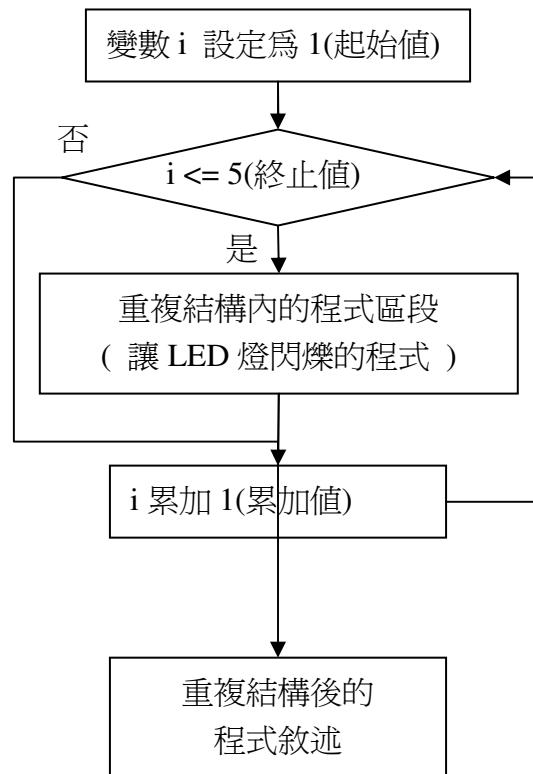 變數 i 設定為 1(起始值)
否
i <= 5(終止值)
是
重複結構內的程式區段
( 讓 LED 燈閃爍的程式 )
i 累加 1(累加值)
重複結構後的
程式敘述